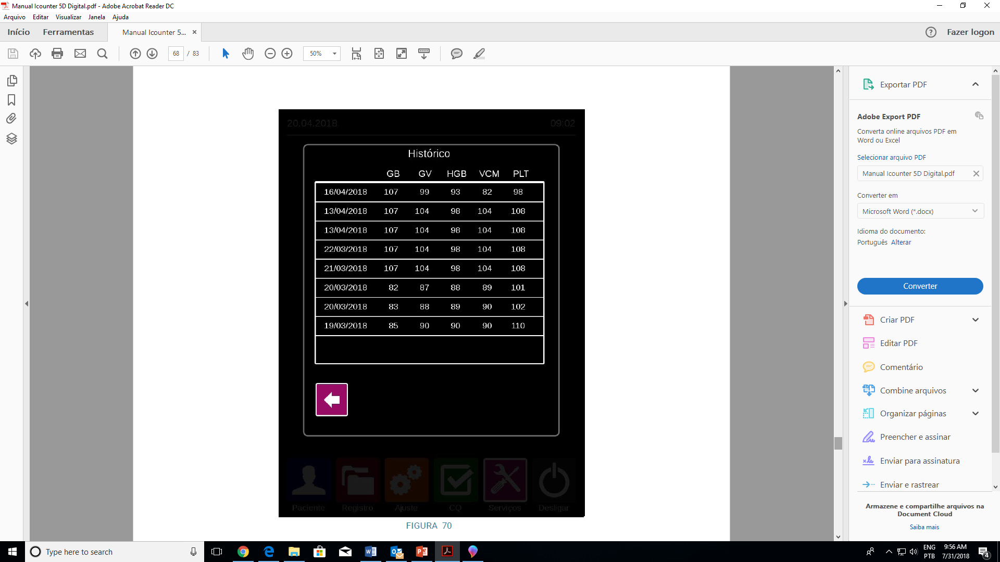 Manual Icounter 5D Digital.pdf - Adobe Acrobat Reader DC
Arquivo Editar Visualizar Janela Ajuda
Início Ferramentas Manual Icounter 5... × Fazer logon
68 / 83 50%
Exportar PDF
Adobe Export PDF
Converta online arquivos PDF em
Word ou Excel
Selecionar arquivo PDF
Manual Icounter 5D Digital.pdf
Converter em
Microsoft Word (*.docx)
Idioma do documento:
Português Alterar
Converter
Criar PDF
Editar PDF
Comentário
Combine arquivos
Organizar páginas
Preencher e assinar
Enviar para assinatura
Enviar e rastrear
Armazene e compartilhe arquivos na
Document Cloud
Saiba mais
20.04.2018 09:02
Histórico
GB GV HGB VCM PLT
16/04/2018 107 99 93 82 98
13/04/2018 107 104 98 104 108
13/04/2018 107 104 98 104 108
22/03/2018 107 104 98 104 108
21/03/2018 107 104 98 104 108
20/03/2018 82 87 88 89 101
20/03/2018 83 88 89 90 102
19/03/2018 85 90 90 90 110
Paciente Registro Ajuste CQ Serviços Desligar
FIGURA 70
Type here to search
ENG 9:56 AM
PTB 7/31/2018 4